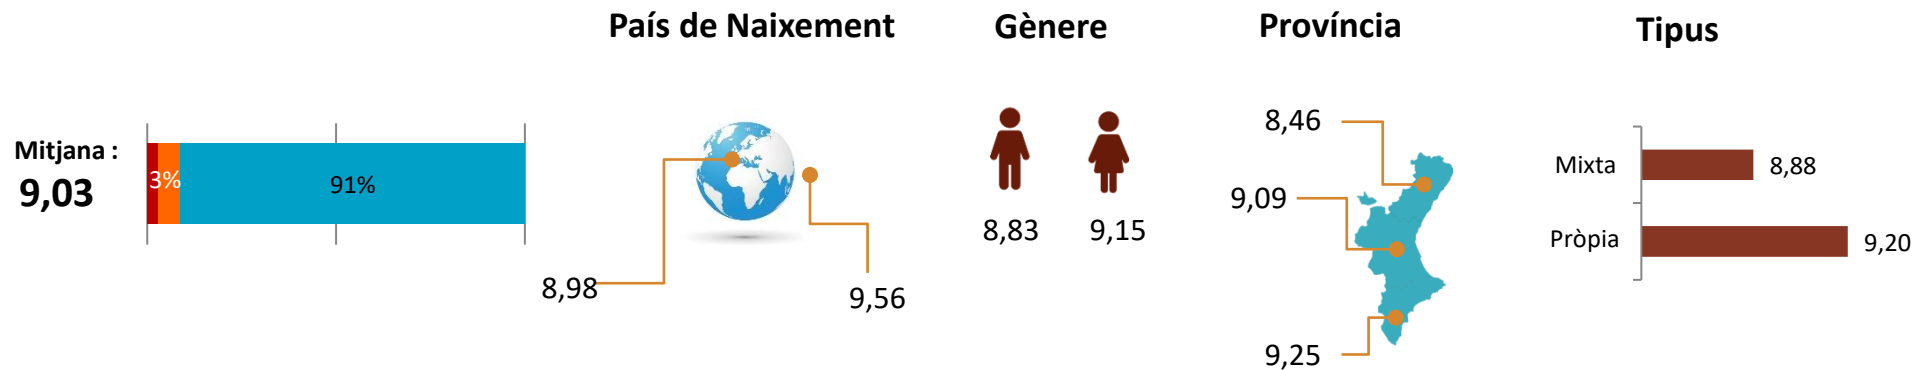 País de Naixement
Gènere
Província
Tipus
Mitjana :
9,03
3%
91%
8,98
9,56
8,83
9,15
8,46
9,09
9,25
Mixta
8,88
Pròpia
9,20